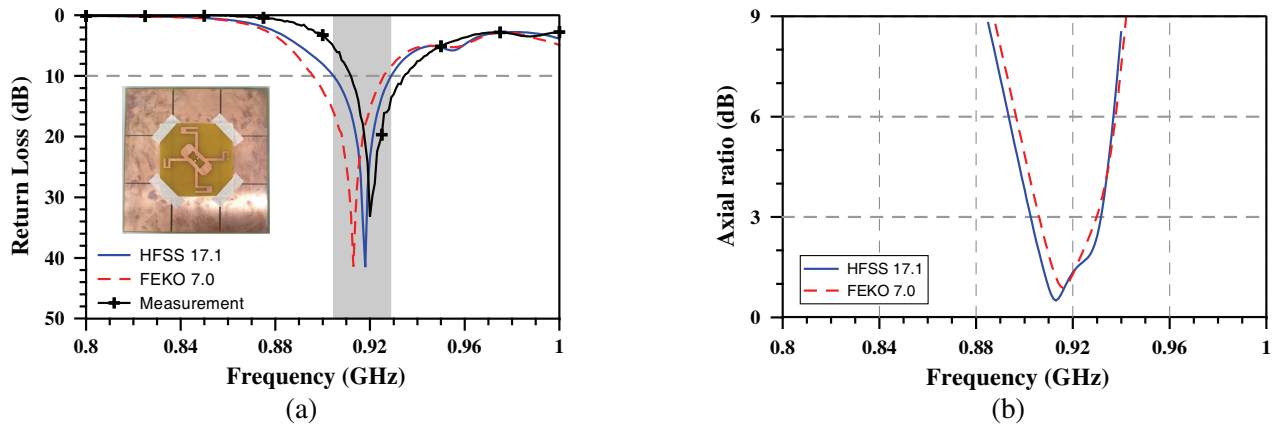 0
10
20
30
40
50
Return Loss (dB)
HFSS 17.1
FEKO 7.0
Measurement
0.8
0.84
0.88
0.92
0.96
1
Frequency (GHz)
(a)
9
6
3
0
Axial ratio (dB)
HFSS 17.1
FEKO 7.0
0.8
0.84
0.88
0.92
0.96
1
Frequency (GHz)
(b)